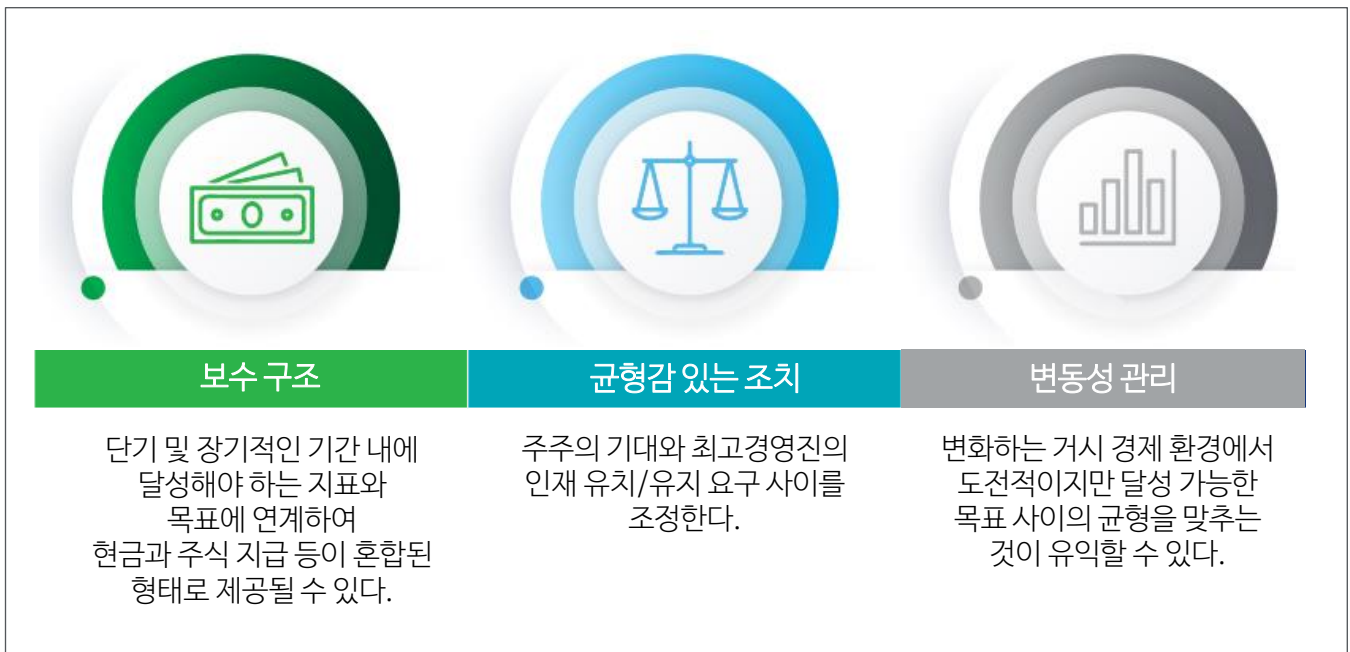 보수 구조
단기 및 장기적인 기간 내에
달성해야 하는 지표와
목표에 연계하여
현금과 주식 지급 등이 혼합된
형태로 제공될 수 있다.
균형감 있는 조치
주주의 기대와 최고경영진의
인재 유치/유지 요구 사이를
조정한다.
변동성 관리
변화하는 거시 경제 환경에서
도전적이지만 달성 가능한
목표 사이의 균형을 맞추는
것이 유익할 수 있다.